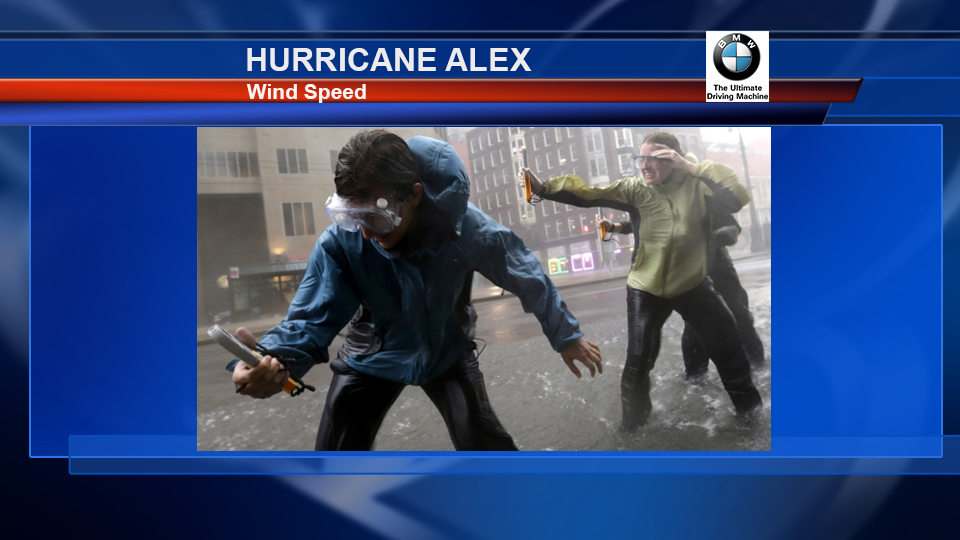 HURRICANE ALEX
Wind Speed
BMW
The Ultimate
Driving Machine